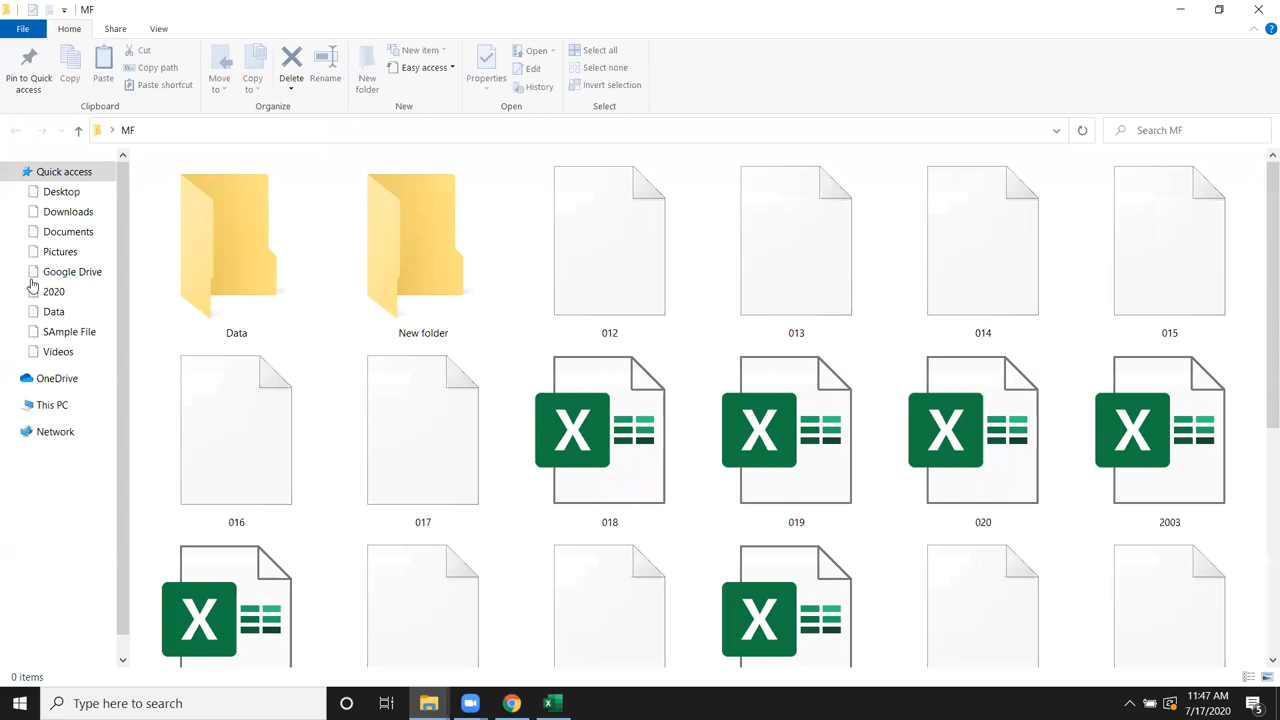 MF
File Home Share View
Pin to Quick access
Copy
Paste
Cut
Copy path
Paste shortcut
Clipboard
Move to
Copy to
Delete
Rename
Organize
New folder
New item
Easy access
New
Properties
Open
Edit
History
Open
Select all
Select none
Invert selection
Select
MF
Search MF
Quick access
Desktop
Downloads
Documents
Pictures
Google Drive
2020
Data
SAmple File
Videos
OneDrive
This PC
Network
Data New folder 012 013 014 015
016 017 018 019 020 2003
X X X X
X X
0 items
Type here to search
11:47 AM
7/17/2020
5